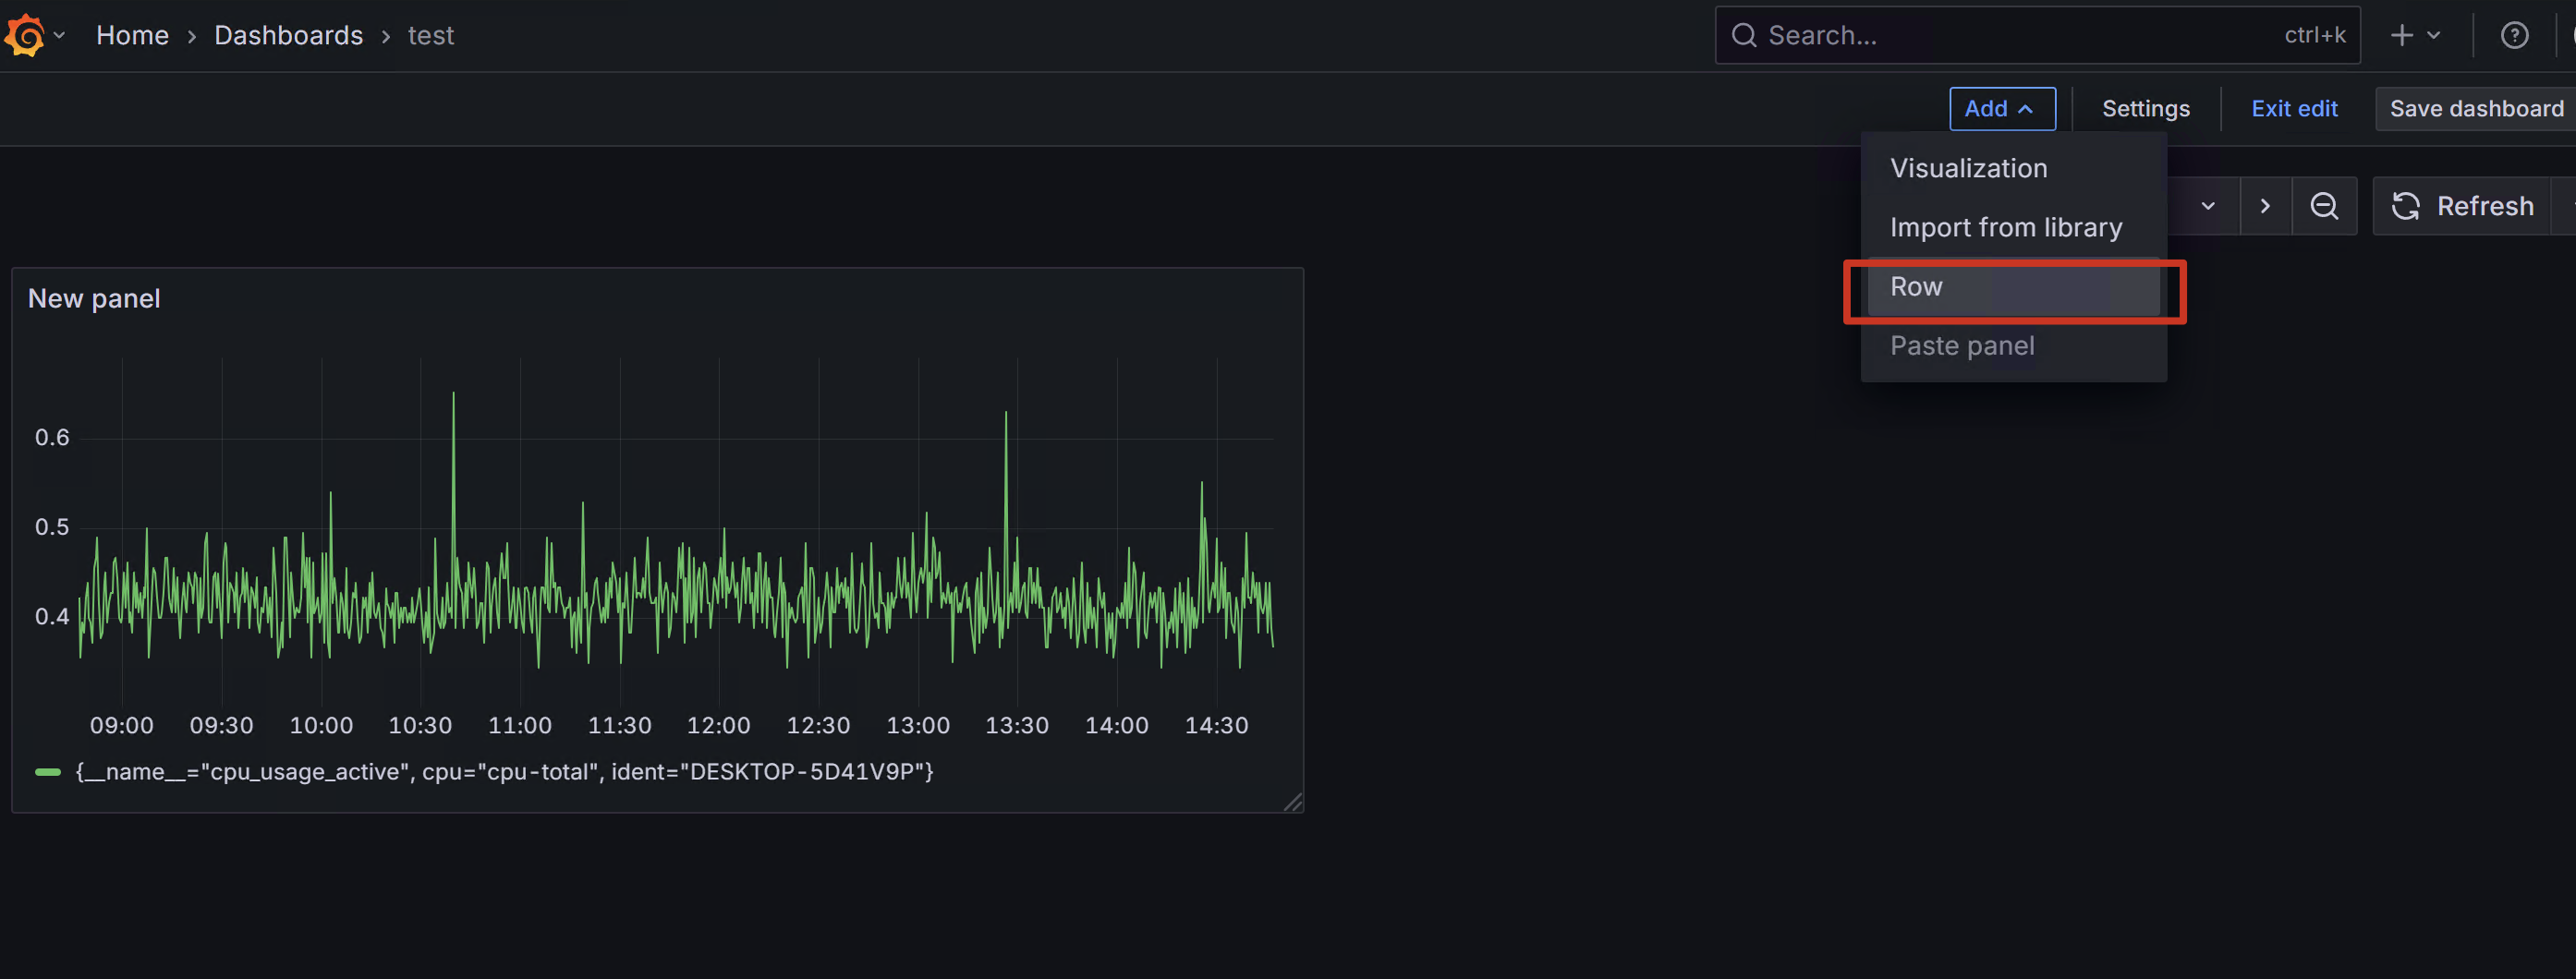 Home › Dashboards › test
Search... ctrl+k
Add Settings Exit edit Save dashboard
Visualization
Import from library
Row
Paste panel
Refresh
New panel
0.6
0.5
0.4
09:00 09:30 10:00 10:30 11:00 11:30 12:00 12:30 13:00 13:30 14:00 14:30
{__name__="cpu_usage_active", cpu="cpu-total", ident="DESKTOP-5D41V9P"}